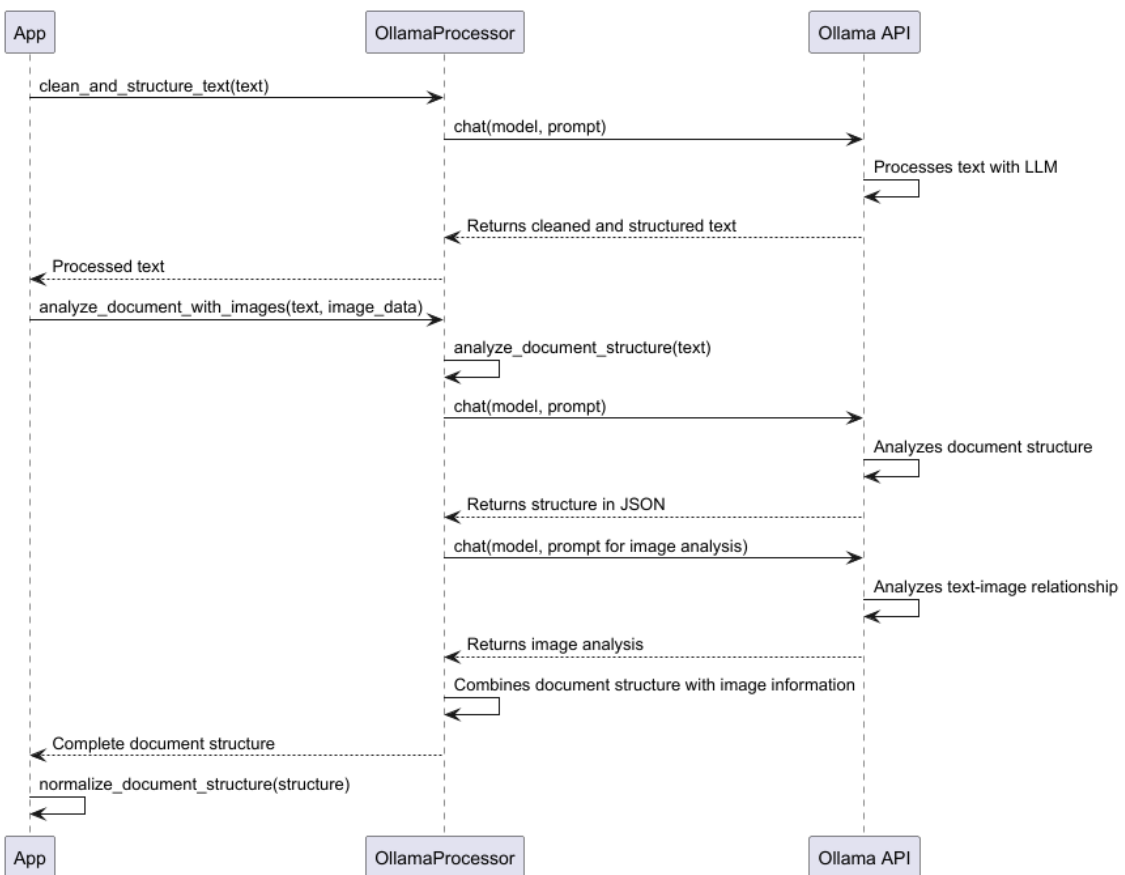 App OllamaProcessor Ollama API
clean_and_structure_text(text)
chat(model, prompt)
Processes text with LLM
Returns cleaned and structured text
Processed text
analyze_document_with_images(text, image_data)
analyze_document_structure(text)
chat(model, prompt)
Analyzes document structure
Returns structure in JSON
chat(model, prompt for image analysis)
Analyzes text-image relationship
Returns image analysis
Combines document structure with image information
Complete document structure
normalize_document_structure(structure)
App OllamaProcessor Ollama API